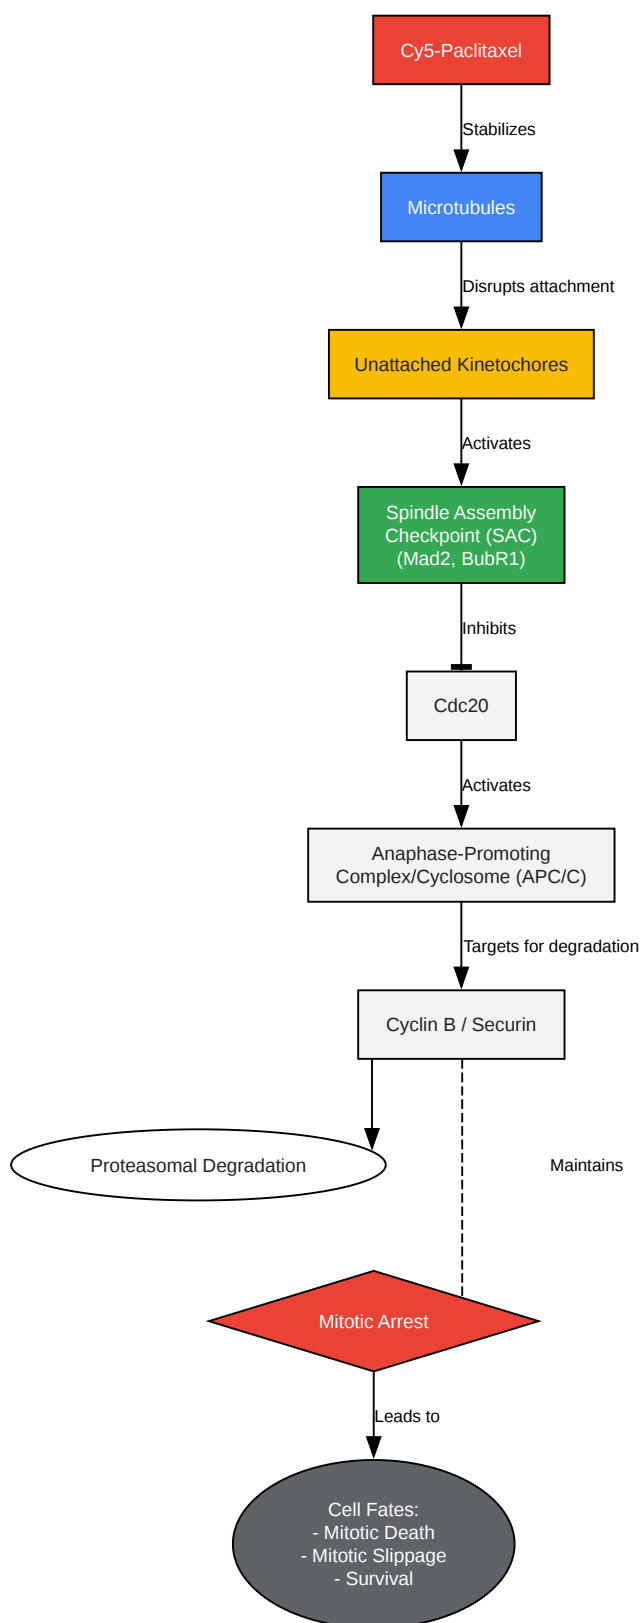 Cy5-Paclitaxel
Stabilizes
Microtubules
Disrupts attachment
Unattached Kinetochores
Activates
Spindle Assembly
Checkpoint (SAC)
(Mad2, BubR1)
Inhibits
Cdc20
Activates
Anaphase-Promoting
Complex/Cyclosome (APC/C)
Targets for degradation
Cyclin B / Securin
Proteasomal Degradation
Maintains
Mitotic Arrest
Leads to
Cell Fates:
- Mitotic Death
- Mitotic Slippage
- Survival